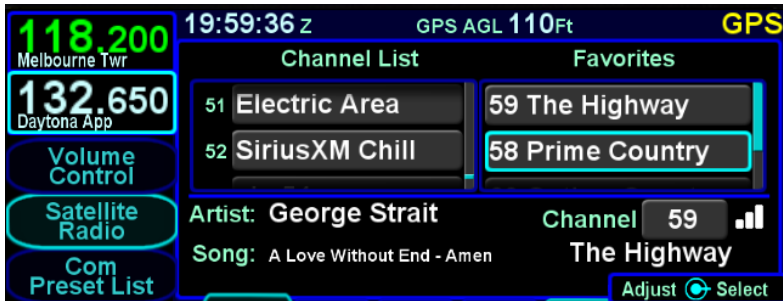 118.200
Melbourne Twr
132.650
Daytona App
Volume
Control
Satellite
Radio
Com
Preset List
19:59:36 Z GPS AGL 110Ft GPS
Channel List
51 Electric Area
52 SiriusXM Chill
Favorites
59 The Highway
58 Prime Country
Artist: George Strait
Song: A Love Without End - Amen
Channel 59
The Highway
Adjust Select